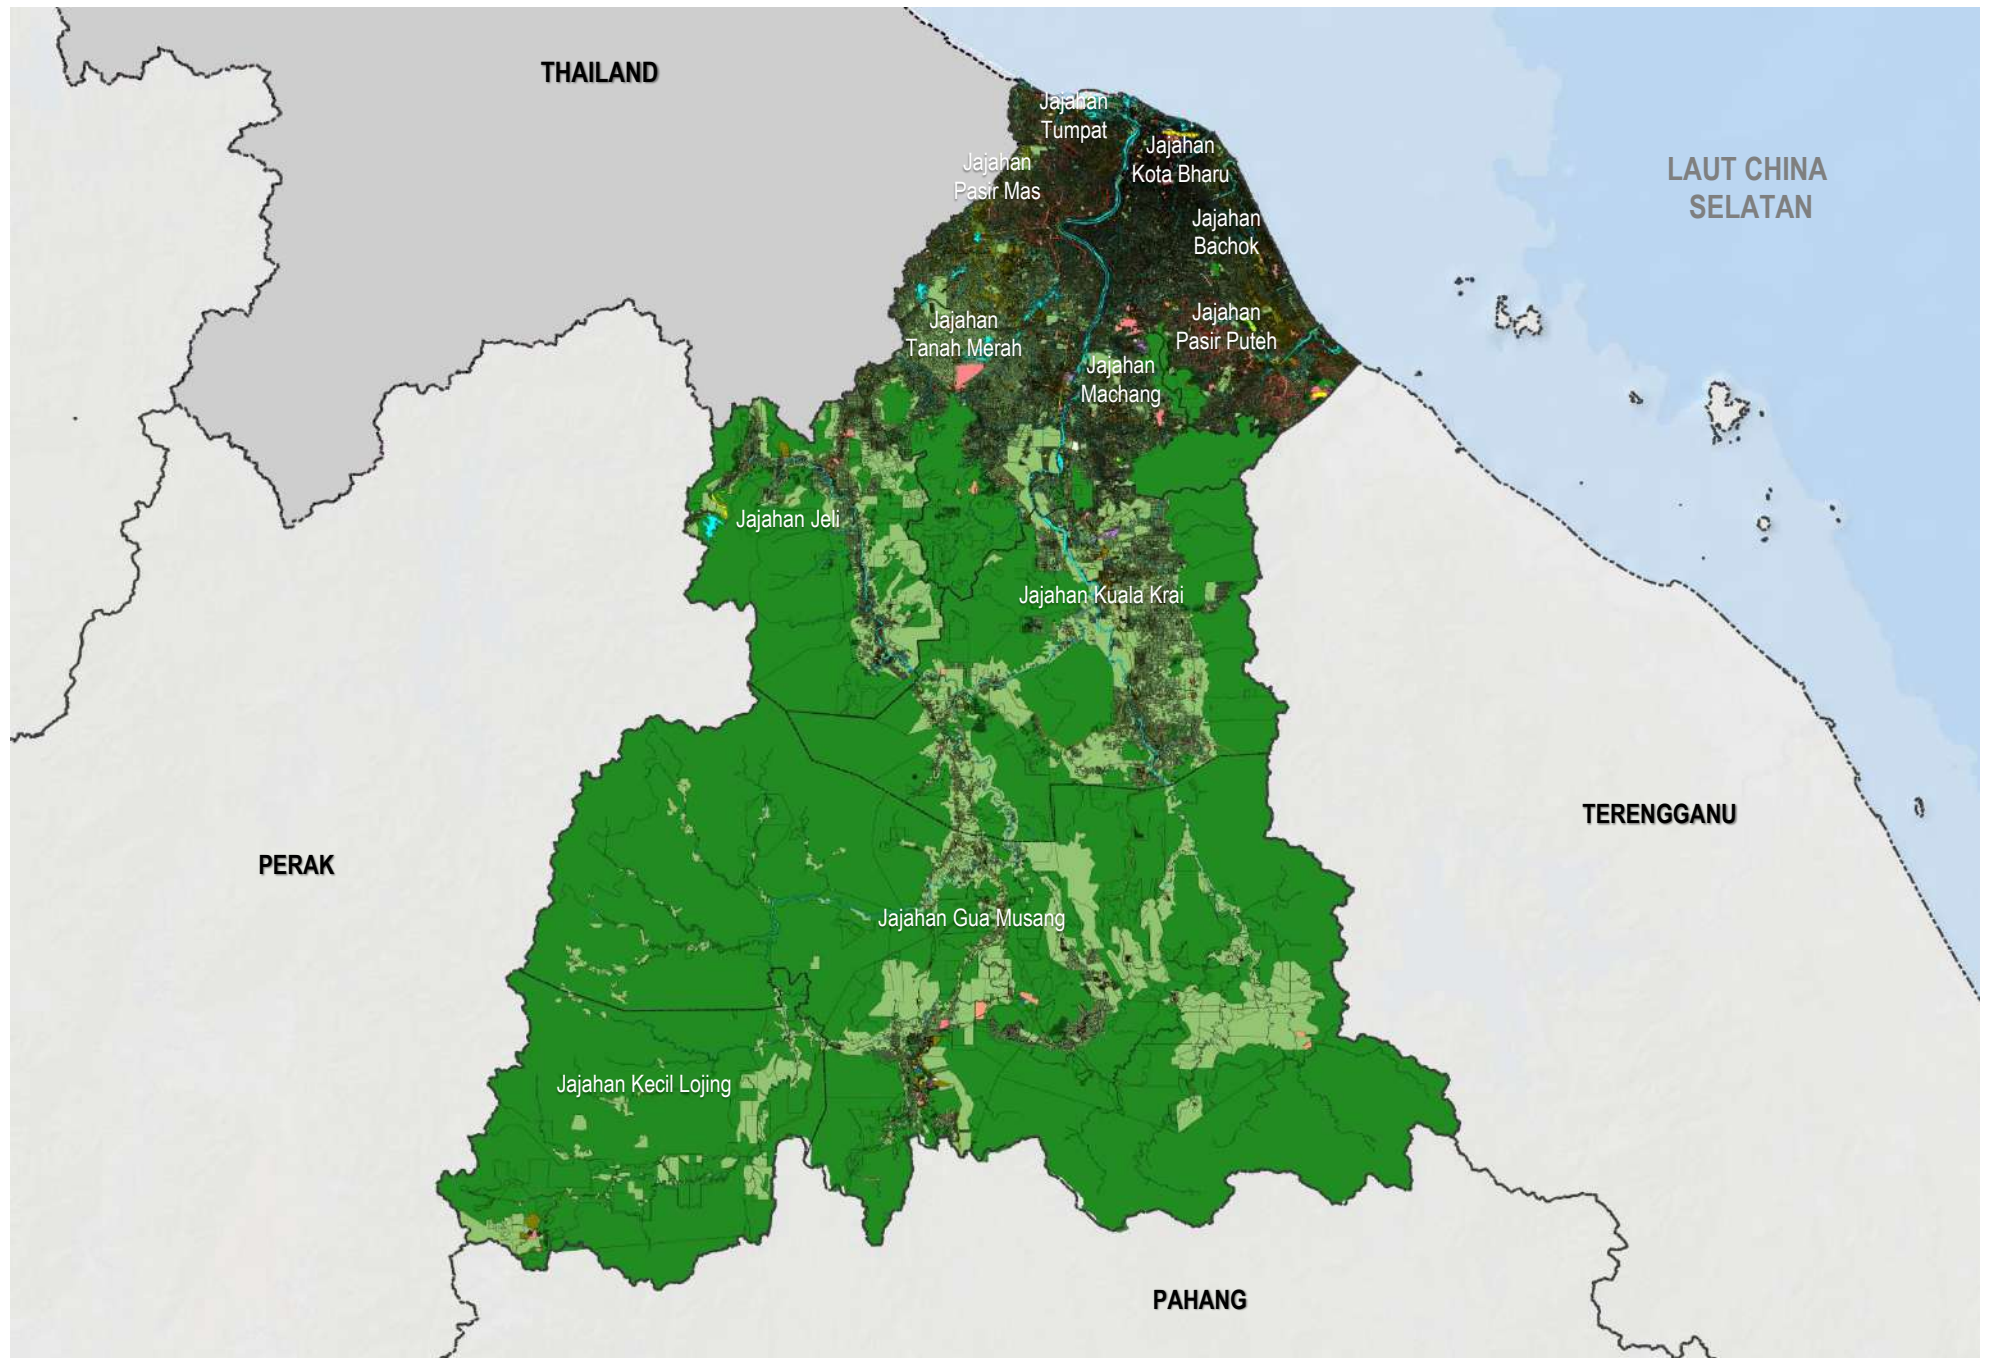 THAILAND
Jajahan
Tumpat
Jajahan
Kota Bharu
Jajahan
Pasir Mas
LAUT CHINA
SELATAN
Jajahan
Bachok
Jajahan
Tanah Merah
Jajahan
Pasir Puteh
Jajahan
Machang
Jajahan Jeli
Jajahan Kuala Krai
TERENGGANU
PERAK
Jajahan Gua Musang
Jajahan Kecil Lojing
PAHANG